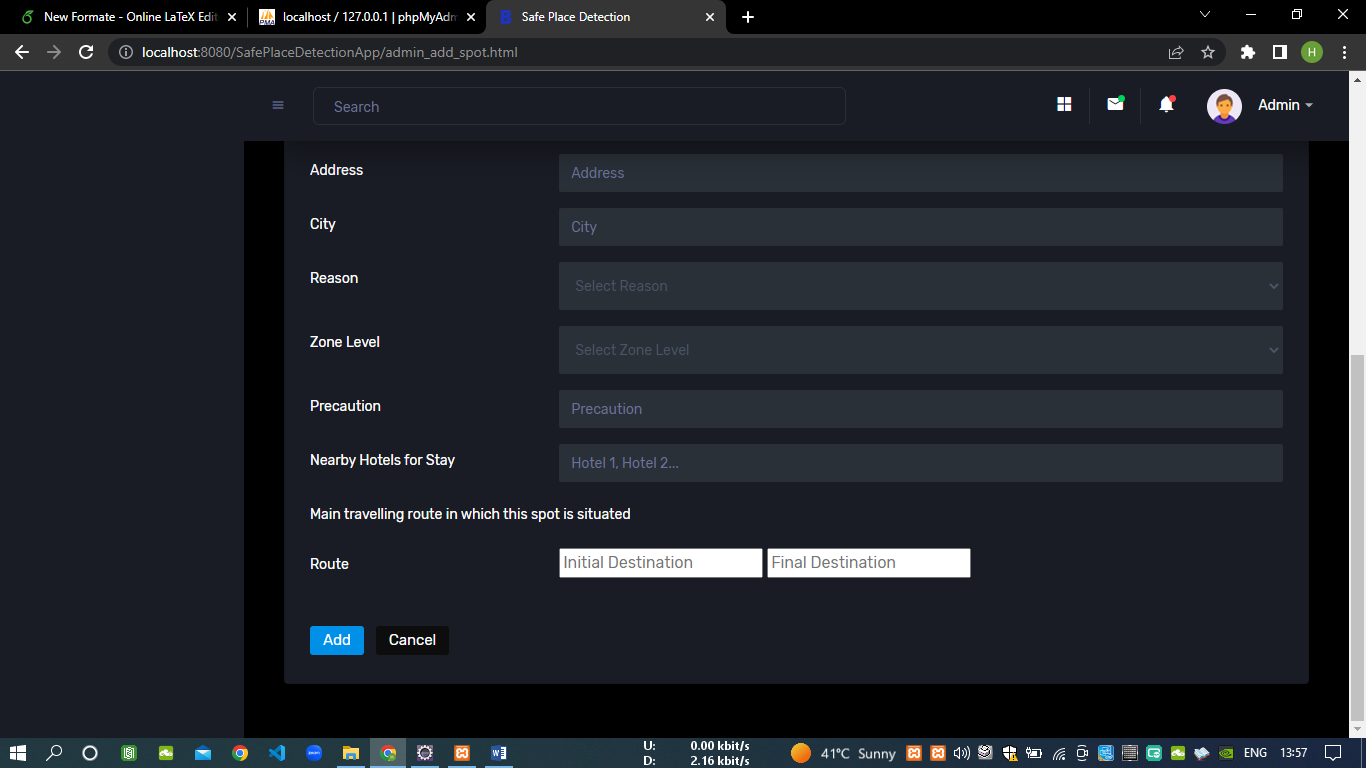 New Formate - Online LaTeX Edit
localhost / 127.0.0.1 | phpMyAdm
Safe Place Detection
localhost:8080/SafePlaceDetectionApp/admin_add_spot.html
H
Search
Admin
Address
Address
City
City
Reason
Select Reason
Zone Level
Select Zone Level
Precaution
Precaution
Nearby Hotels for Stay
Hotel 1, Hotel 2...
Main travelling route in which this spot is situated
Route
Initial Destination
Final Destination
Add
Cancel
U: 0.00 kbit/s
D: 2.16 kbit/s
41°C Sunny
ENG
13:57